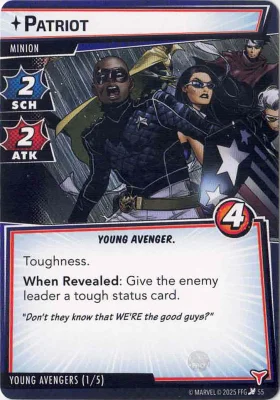 PATRIOT
MINION
2
SCH
2
ATK
4
YOUNG AVENGER.
Toughness.
When Revealed: Give the enemy
leader a tough status card.
"Don't they know that WE'RE the good guys?"
YOUNG AVENGERS (1/5)
© MARVEL © 2025 FFG 55